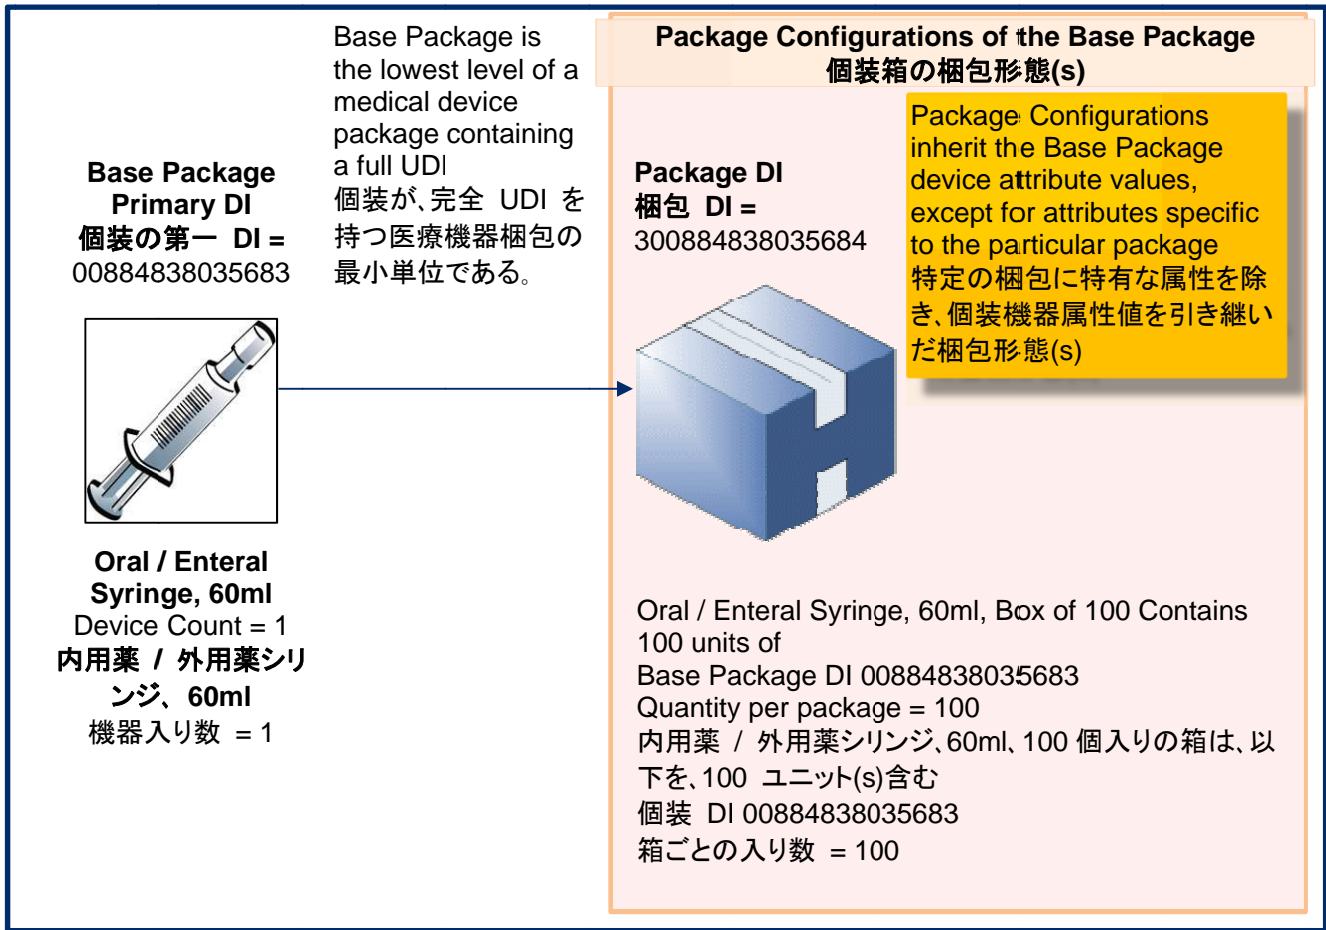 Base Package
Primary DI
個装の第一 DI =
00884838035683
Oral / Enteral
Syringe, 60ml
Device Count = 1
内用薬 / 外用薬シリ
ンジ、 60ml
機器入り数 = 1
Base Package is
the lowest level of a
medical device
package containing
a full UDI
個装が、完全 UDI を
持つ医療機器梱包の
最小単位である。
Package Configurations of the Base Package
個装箱の梱包形態(s)
Package DI
梱包 DI =
300884838035684
Package Configurations
inherit the Base Package
device attribute values,
except for attributes specific
to the particular package
特定の梱包に特有な属性を除
き、個装機器属性値を引き継い
だ梱包形態(s)
Oral / Enteral Syringe, 60ml, Box of 100 Contains
100 units of
Base Package DI 00884838035683
Quantity per package = 100
内用薬 / 外用薬シリンジ、60ml、100 個入りの箱は、以
下を、100 ユニット(s)含む
個装 DI 00884838035683
箱ごとの入り数 = 100